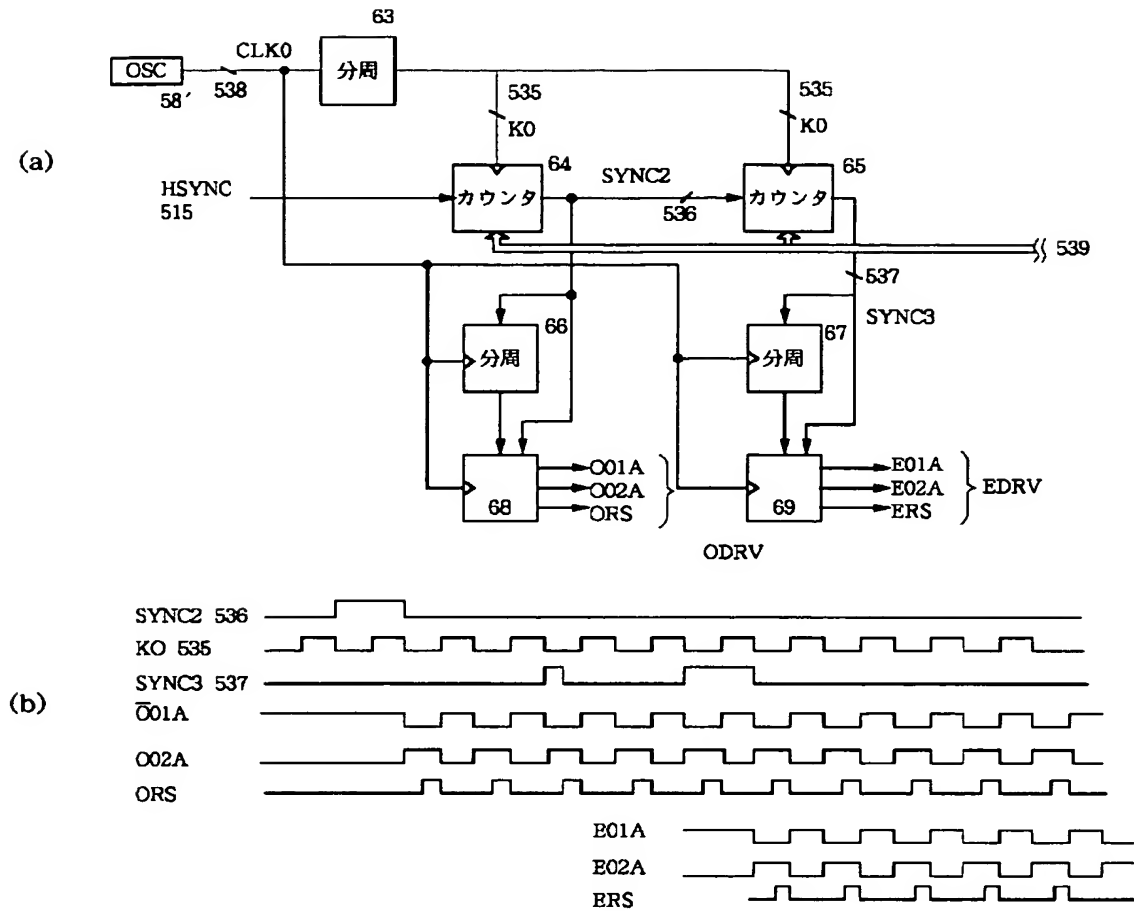 (a)
OSC
58′
538
CLK0
63
分周
535
K0
535
K0
HSYNC
515
64
カウンタ
SYNC2
536
65
カウンタ
539
537
SYNC3
66
分周
67
分周
68
O01A
O02A
ORS
ODRV
69
E01A
E02A
ERS
EDRV
(b)
SYNC2 536
KO 535
SYNC3 537
O̅01A
O02A
ORS
E01A
E02A
ERS